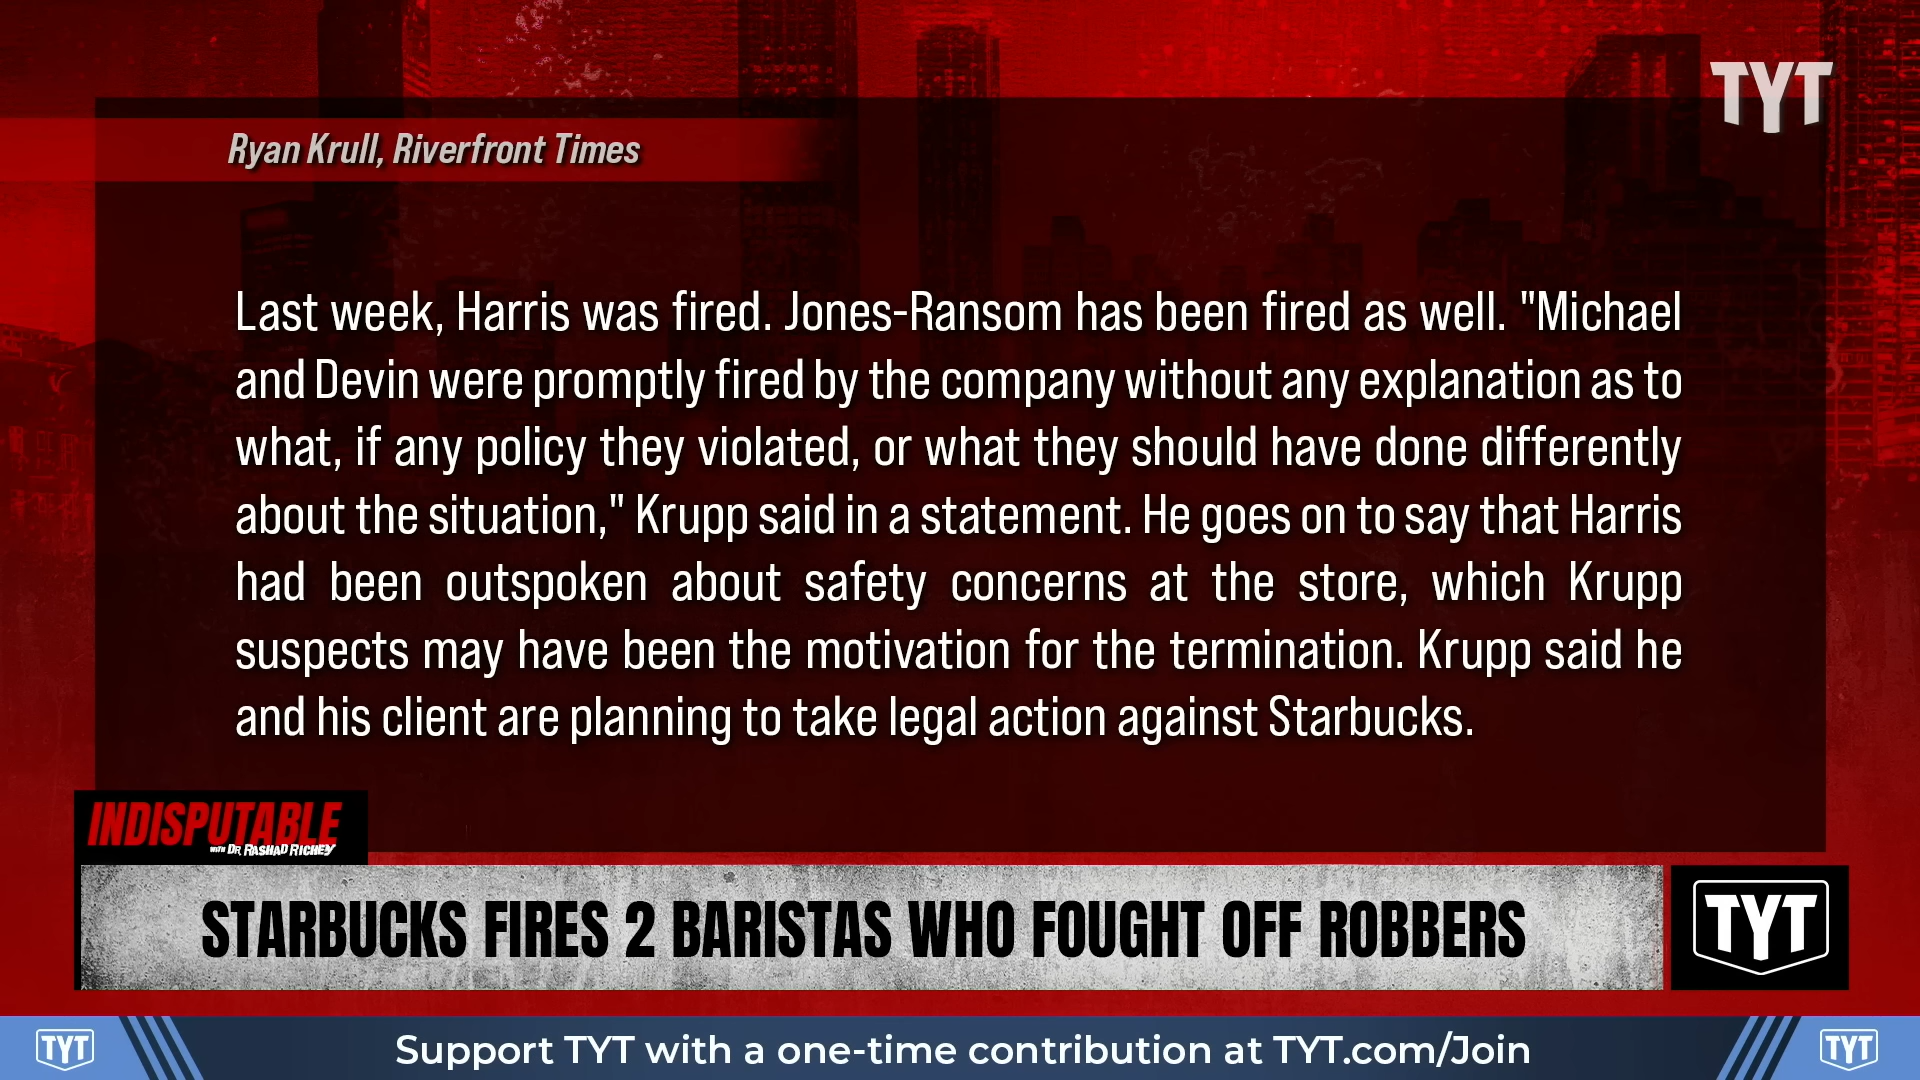 TYT
Ryan Krull, Riverfront Times
Last week, Harris was fired. Jones-Ransom has been fired as well. "Michael
and Devin were promptly fired by the company without any explanation as to
what, if any policy they violated, or what they should have done differently
about the situation," Krupp said in a statement. He goes on to say that Harris
had been outspoken about safety concerns at the store, which Krupp
suspects may have been the motivation for the termination. Krupp said he
and his client are planning to take legal action against Starbucks.
INDISPUTABLE
WITH DR RASHAD RICHEY
STARBUCKS FIRES 2 BARISTAS WHO FOUGHT OFF ROBBERS
TYT
TYT
Support TYT with a one-time contribution at TYT.com/Join
TYT